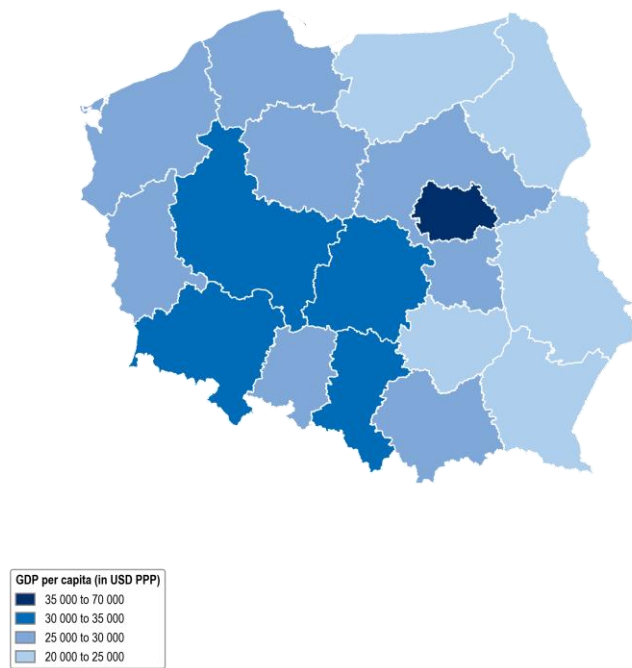 GDP per capita (in USD PPP)
35 000 to 70 000
30 000 to 35 000
25 000 to 30 000
20 000 to 25 000